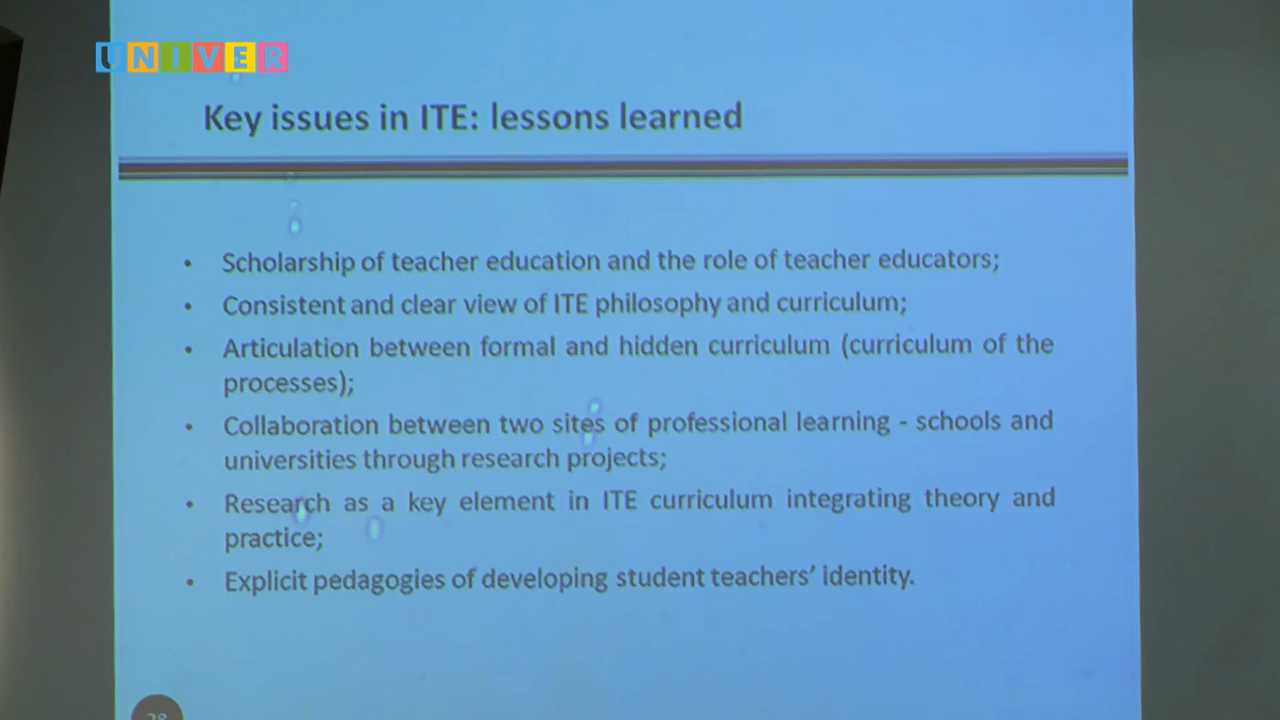 UNIVER
Key issues in ITE: lessons learned
• Scholarship of teacher education and the role of teacher educators;
• Consistent and clear view of ITE philosophy and curriculum;
• Articulation between formal and hidden curriculum (curriculum of the
processes);
• Collaboration between two sites of professional learning - schools and
universities through research projects;
• Research as a key element in ITE curriculum integrating theory and
practice;
• Explicit pedagogies of developing student teachers’ identity.